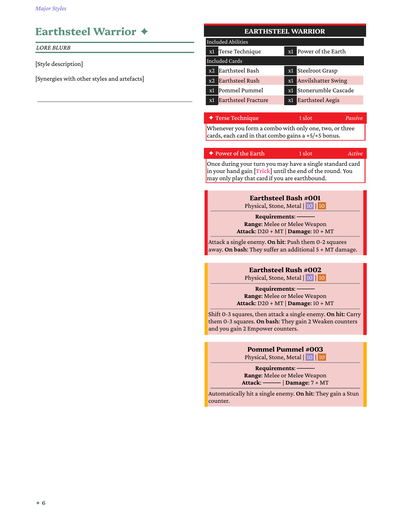 Major Styles
Earthsteel Warrior ✦
LORE BLURB
[Style description]
[Synergies with other styles and artefacts]
EARTHSTEEL WARRIOR
Included Abilities
x1 Terse Technique x1 Power of the Earth
Included Cards
x2 Earthsteel Bash x1 Steelroot Grasp
x2 Earthsteel Rush x1 Anvilshatter Swing
x1 Pommel Pummel x1 Stonerumble Cascade
x1 Earthsteel Fracture x1 Earthsteel Aegis
✦ Terse Technique 1 slot Passive
Whenever you form a combo with only one, two, or three
cards, each card in that combo gains a +5/+5 bonus.
✦ Power of the Earth 1 slot Active
Once during your turn you may have a single standard card
in your hand gain [Trick] until the end of the round. You
may only play that card if you are earthbound.
Earthsteel Bash #001
Physical, Stone, Metal |
Requirements: ———
Range: Melee or Melee Weapon
Attack: D20 + MT | Damage: 10 + MT
Attack a single enemy. On hit: Push them 0-2 squares
away. On bash: They suffer an additional 5 + MT damage.
Earthsteel Rush #002
Physical, Stone, Metal |
Requirements: ———
Range: Melee or Melee Weapon
Attack: D20 + MT | Damage: 10 + MT
Shift 0-3 squares, then attack a single enemy. On hit: Carry
them 0-3 squares. On bash: They gain 2 Weaken counters
and you gain 2 Empower counters.
Pommel Pummel #003
Physical, Stone, Metal |
Requirements: ———
Range: Melee or Melee Weapon
Attack: ——— | Damage: 7 + MT
Automatically hit a single enemy. On hit: They gain a Stun
counter.
✦ 6